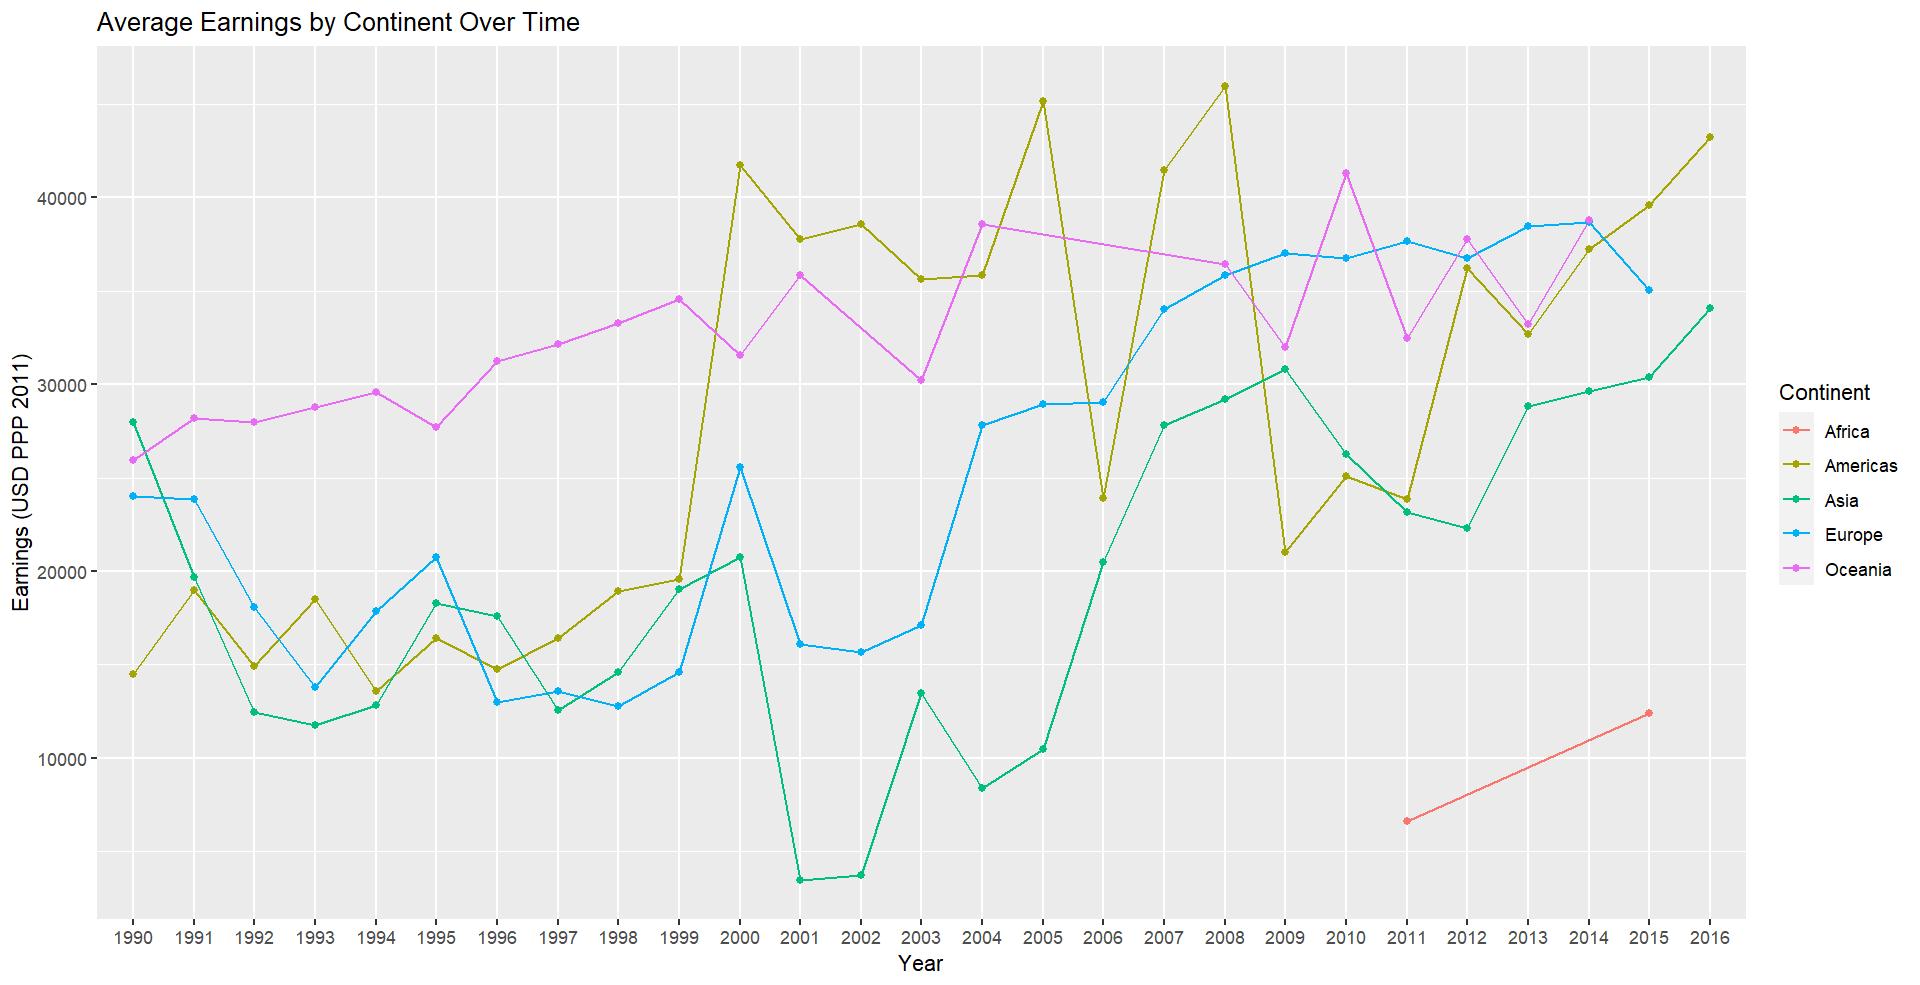 Average Earnings by Continent Over Time
Earnings (USD PPP 2011)
40000
30000
20000
10000
1990 1991 1992 1993 1994 1995 1996 1997 1998 1999 2000 2001 2002 2003 2004 2005 2006 2007 2008 2009 2010 2011 2012 2013 2014 2015 2016
Year
Continent
Africa
Americas
Asia
Europe
Oceania